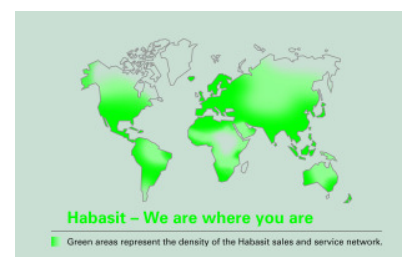 Habasit – We are where you are
Green areas represent the density of the Habasit sales and service network.